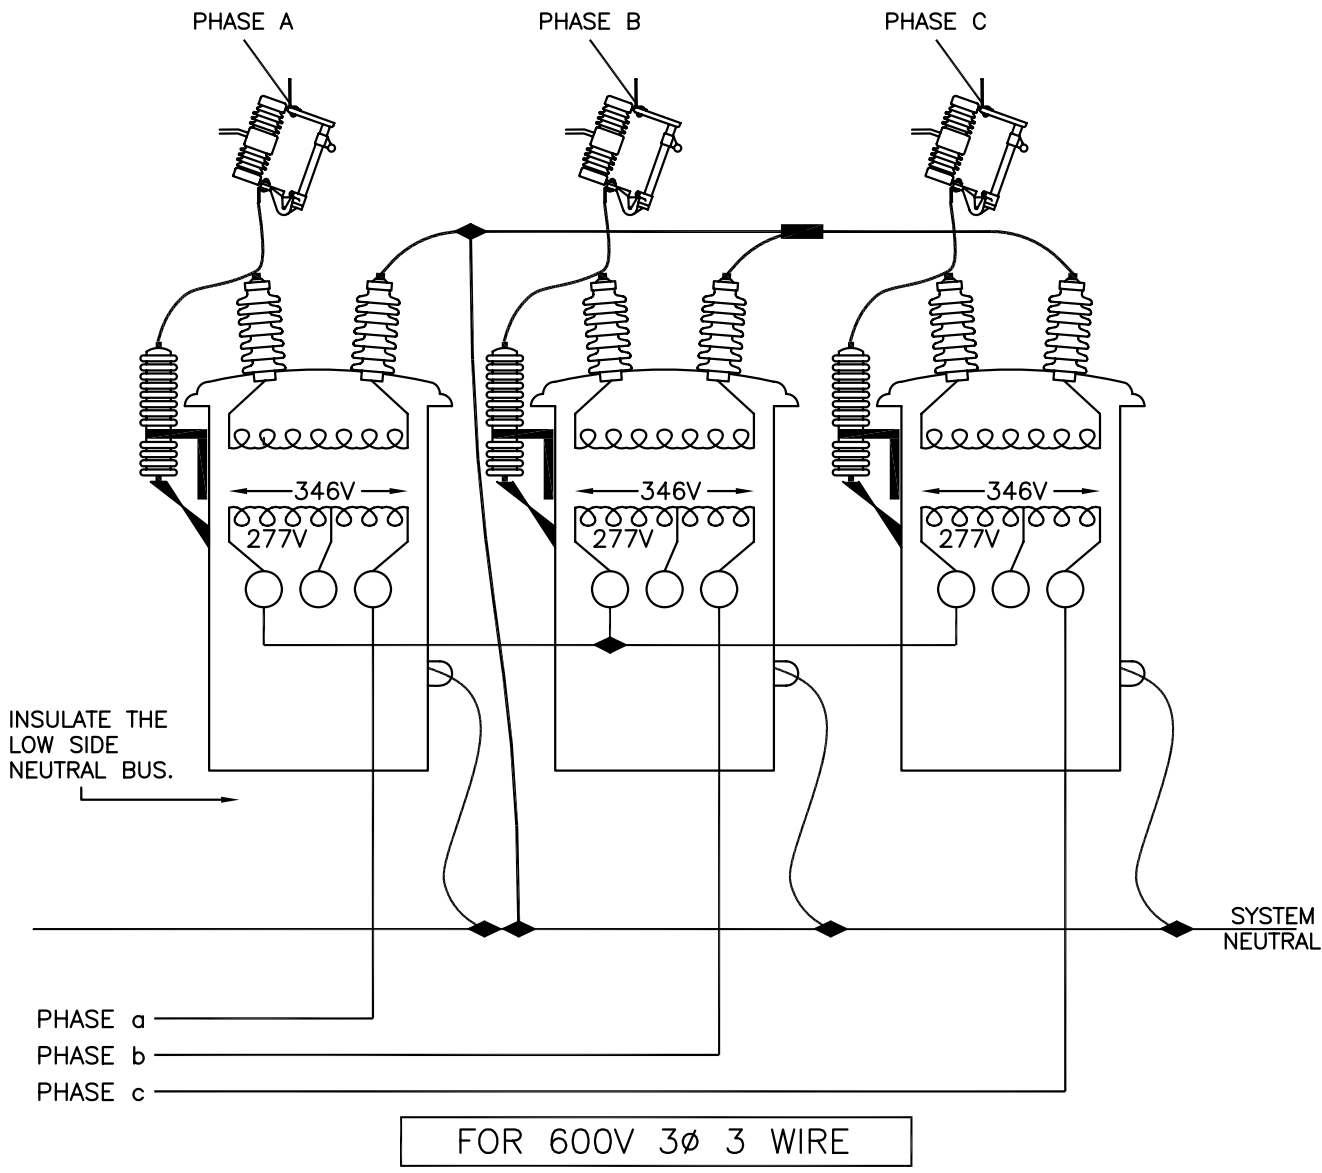 PHASE A
PHASE B
PHASE C
346V
346V
346V
277V
277V
277V
INSULATE THE
LOW SIDE
NEUTRAL BUS.
SYSTEM
NEUTRAL
PHASE a
PHASE b
PHASE c
FOR 600V 3ø 3 WIRE